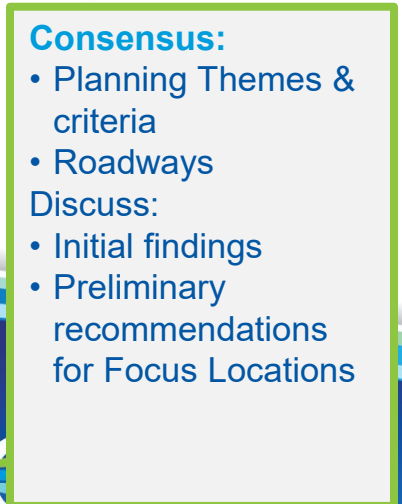 Consensus:
• Planning Themes &
criteria
• Roadways
Discuss:
• Initial findings
• Preliminary
recommendations
for Focus Locations